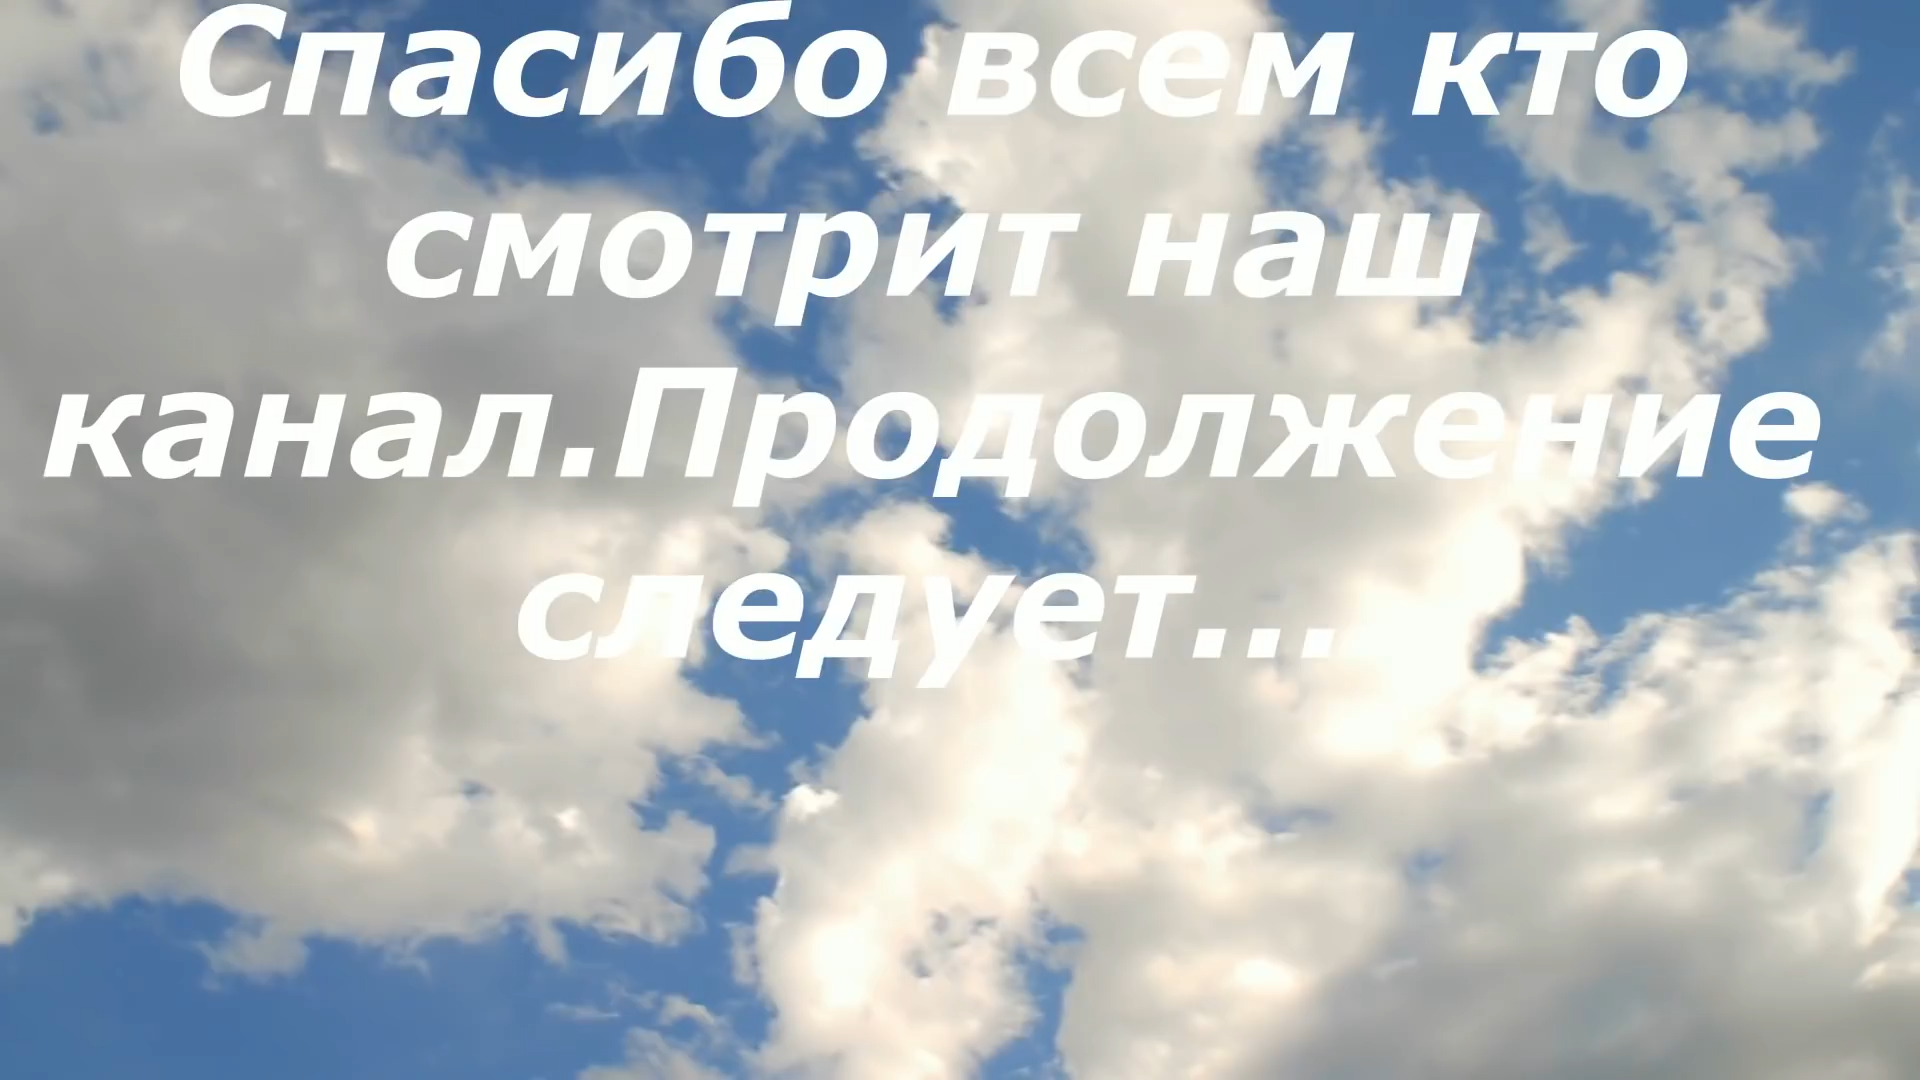 Спасибо всем кто
смотрит наш
канал.Продолжение
следует...